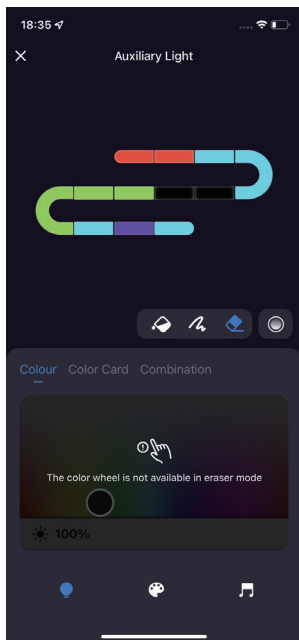 18:35
Auxiliary Light
Colour Color Card Combination
The color wheel is not available in eraser mode
100%